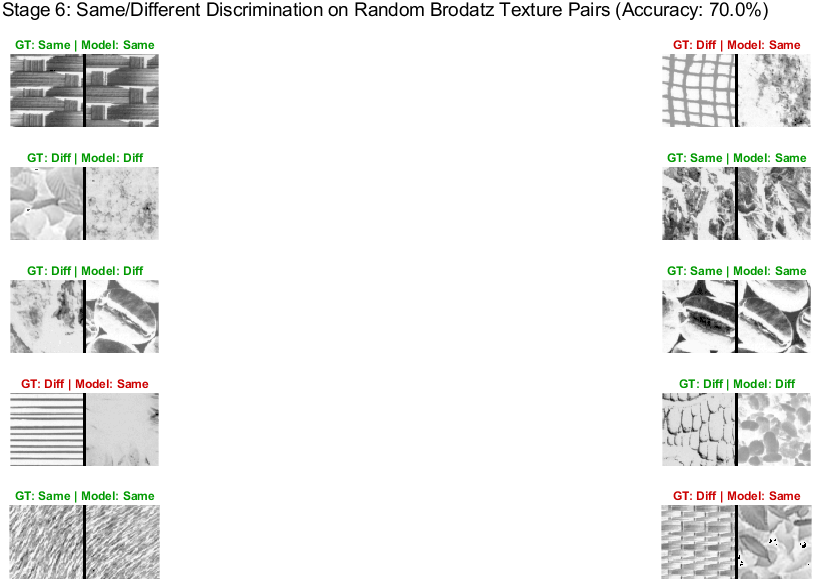 Stage 6: Same/Different Discrimination on Random Brodatz Texture Pairs (Accuracy: 70.0%)
GT: Same | Model: Same
GT: Diff | Model: Same
GT: Diff | Model: Diff
GT: Same | Model: Same
GT: Diff | Model: Diff
GT: Same | Model: Same
GT: Diff | Model: Same
GT: Diff | Model: Diff
GT: Same | Model: Same
GT: Diff | Model: Same